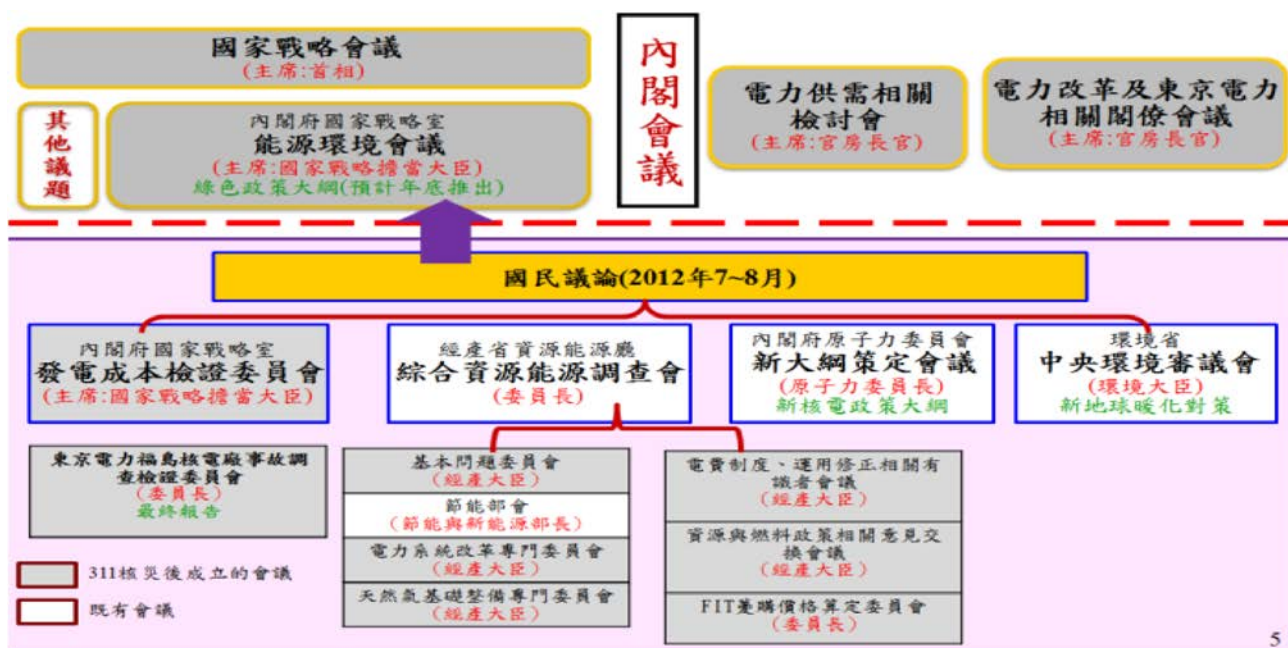 國家戰略會議
(主席:首相)
其他議題
內閣府國家戰略室
能源環境會議
(主席:國家戰略擔當大臣)
綠色政策大綱(預計年底推出)
內閣會議
電力供需相關
檢討會
(主席:官房長官)
電力改革及東京電力
相關閣僚會議
(主席:官房長官)
國民議論(2012年7~8月)
內閣府國家戰略室
發電成本檢證委員會
(主席:國家戰略擔當大臣)
經產省資源能源廳
綜合資源能源調查會
(委員長)
內閣府原子力委員會
新大綱策定會議
(原子力委員長)
新核電政策大綱
環境省
中央環境審議會
(環境大臣)
新地球暖化對策
東京電力福島核電廠事故調
查檢證委員會
(委員長)
最終報告
基本問題委員會
(經產大臣)
節能部會
(節能與新能源部長)
電力系統改革專門委員會
(經產大臣)
天然氣基礎整備專門委員會
(經產大臣)
電費制度、運用修正相關有
識者會議
(經產大臣)
資源與燃料政策相關意見交
換會議
(經產大臣)
FIT躉購價格算定委員會
(委員長)
311核災後成立的會議
既有會議
5